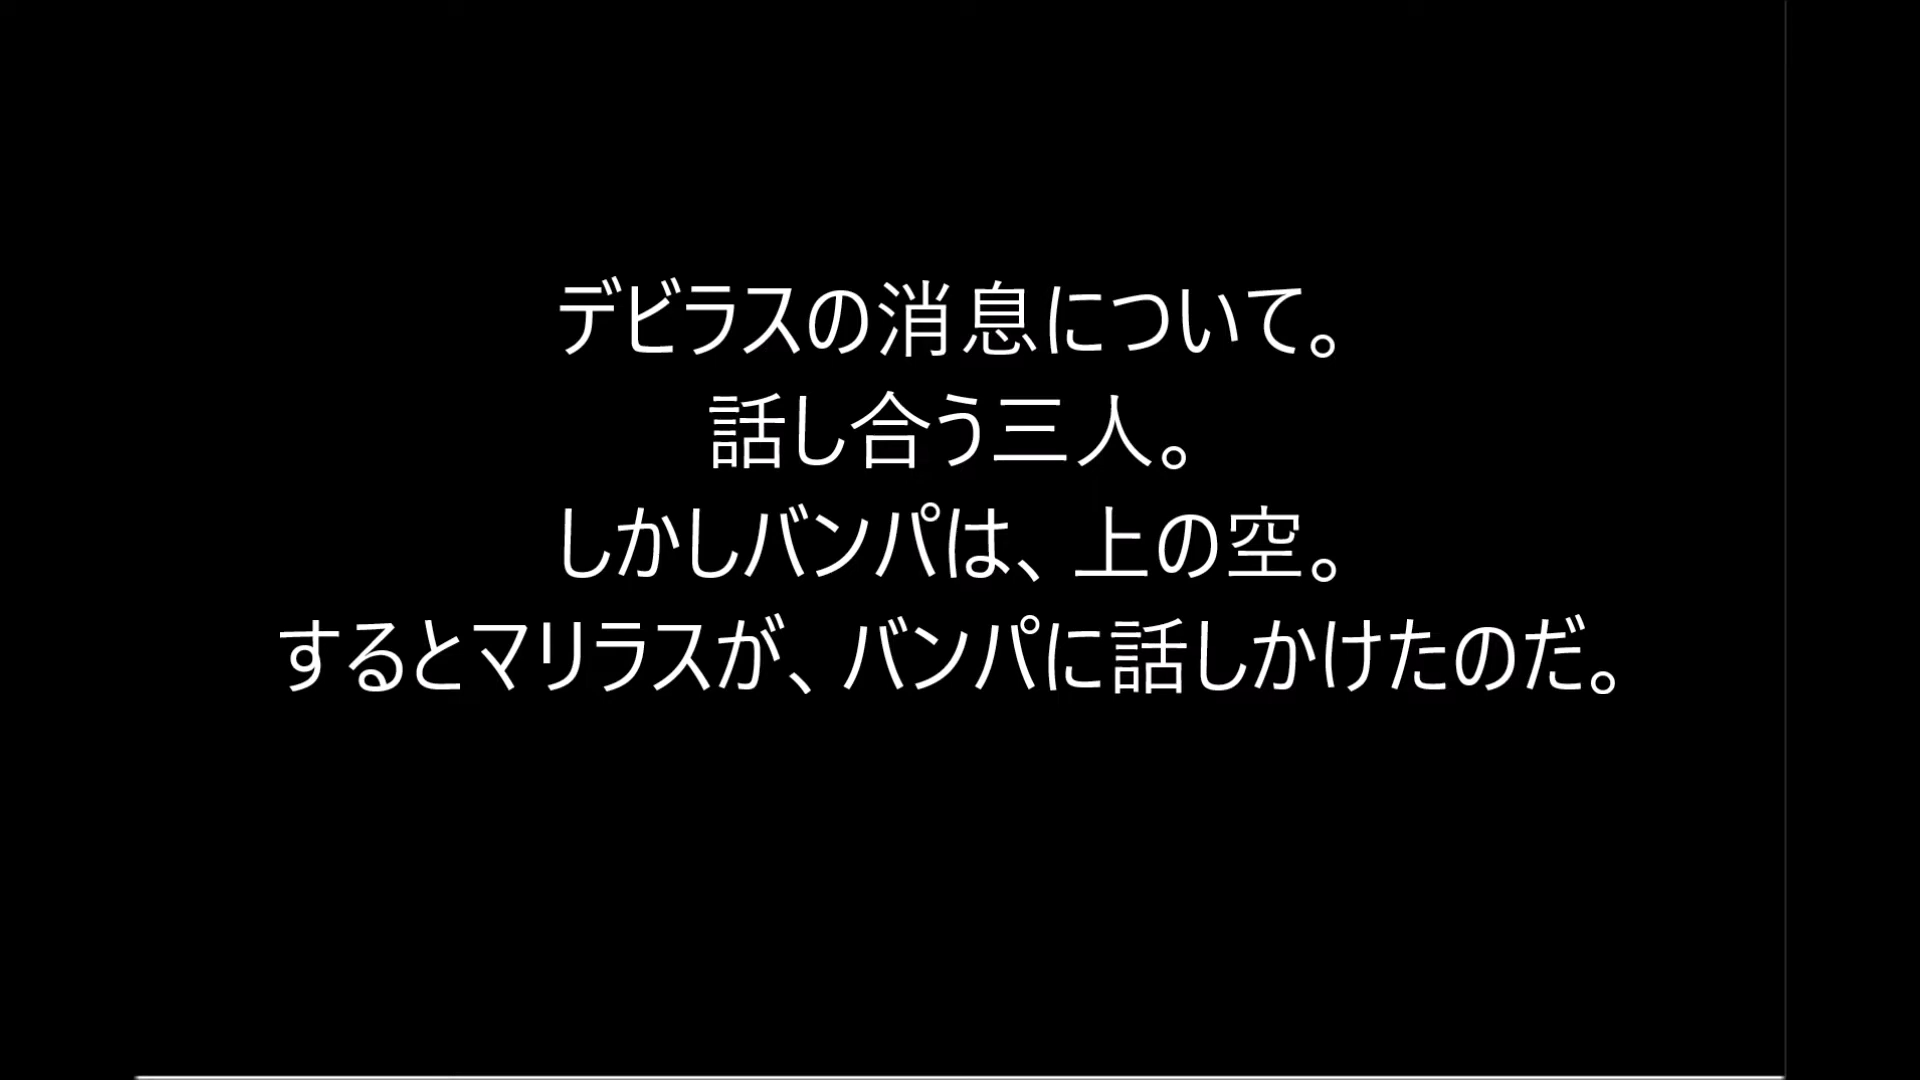 デビラスの消息について。
話し合う三人。
しかしバンパは、上の空。
するとマリラスが、バンパに話しかけたのだ。